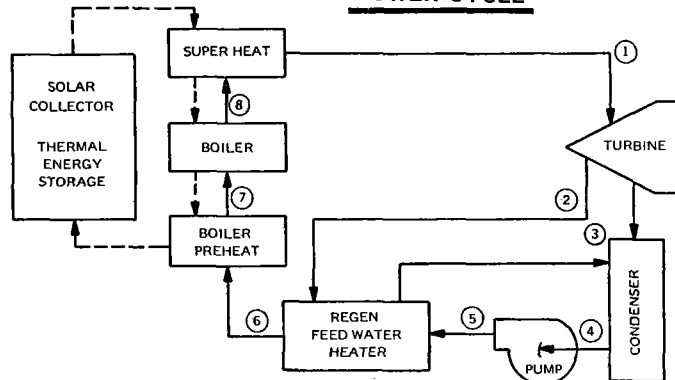 SUPER HEAT
1
SOLAR
COLLECTOR
THERMAL
ENERGY
STORAGE
8
BOILER
TURBINE
7
2
BOILER
PREHEAT
3
CONDENSER
6
REGEN
FEED WATER
HEATER
5
4
PUMP